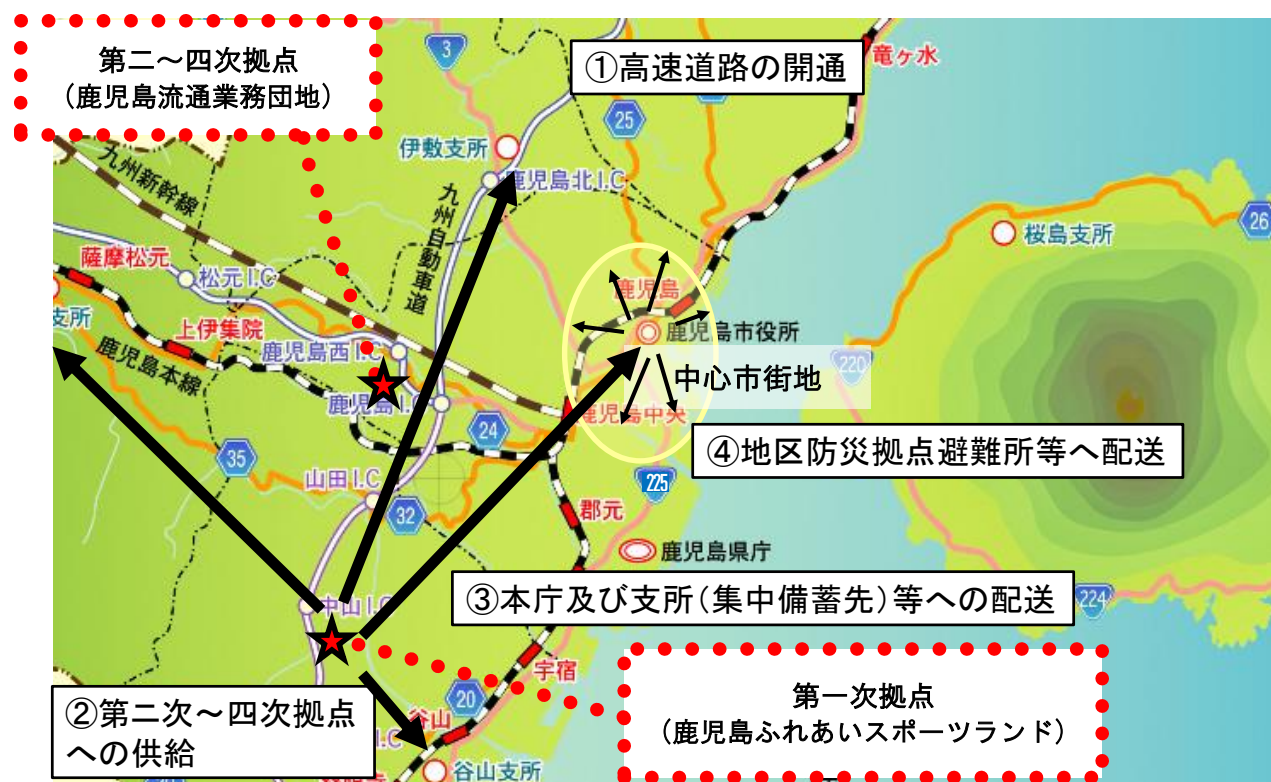 第二～四次拠点
（鹿児島流通業務団地）
3
①高速道路の開通
竜ヶ水
25
伊敷支所
九州新幹線
鹿児島北I.C
九州自動車道
26
桜島支所
薩摩松元
松元I.C
鹿児島
支所
上伊集院
鹿児島西I.C
鹿児島市役所
鹿児島本線
中心市街地
220
鹿児島I.C
鹿児島中央
24
④地区防災拠点避難所等へ配送
35
山田I.C
225
32
郡元
鹿児島県庁
中山I.C
③本庁及び支所（集中備蓄先）等への配送
224
宇宿
②第二次～四次拠点
への供給
20
谷山
I.C
谷山支所
第一次拠点
（鹿児島ふれあいスポーツランド）